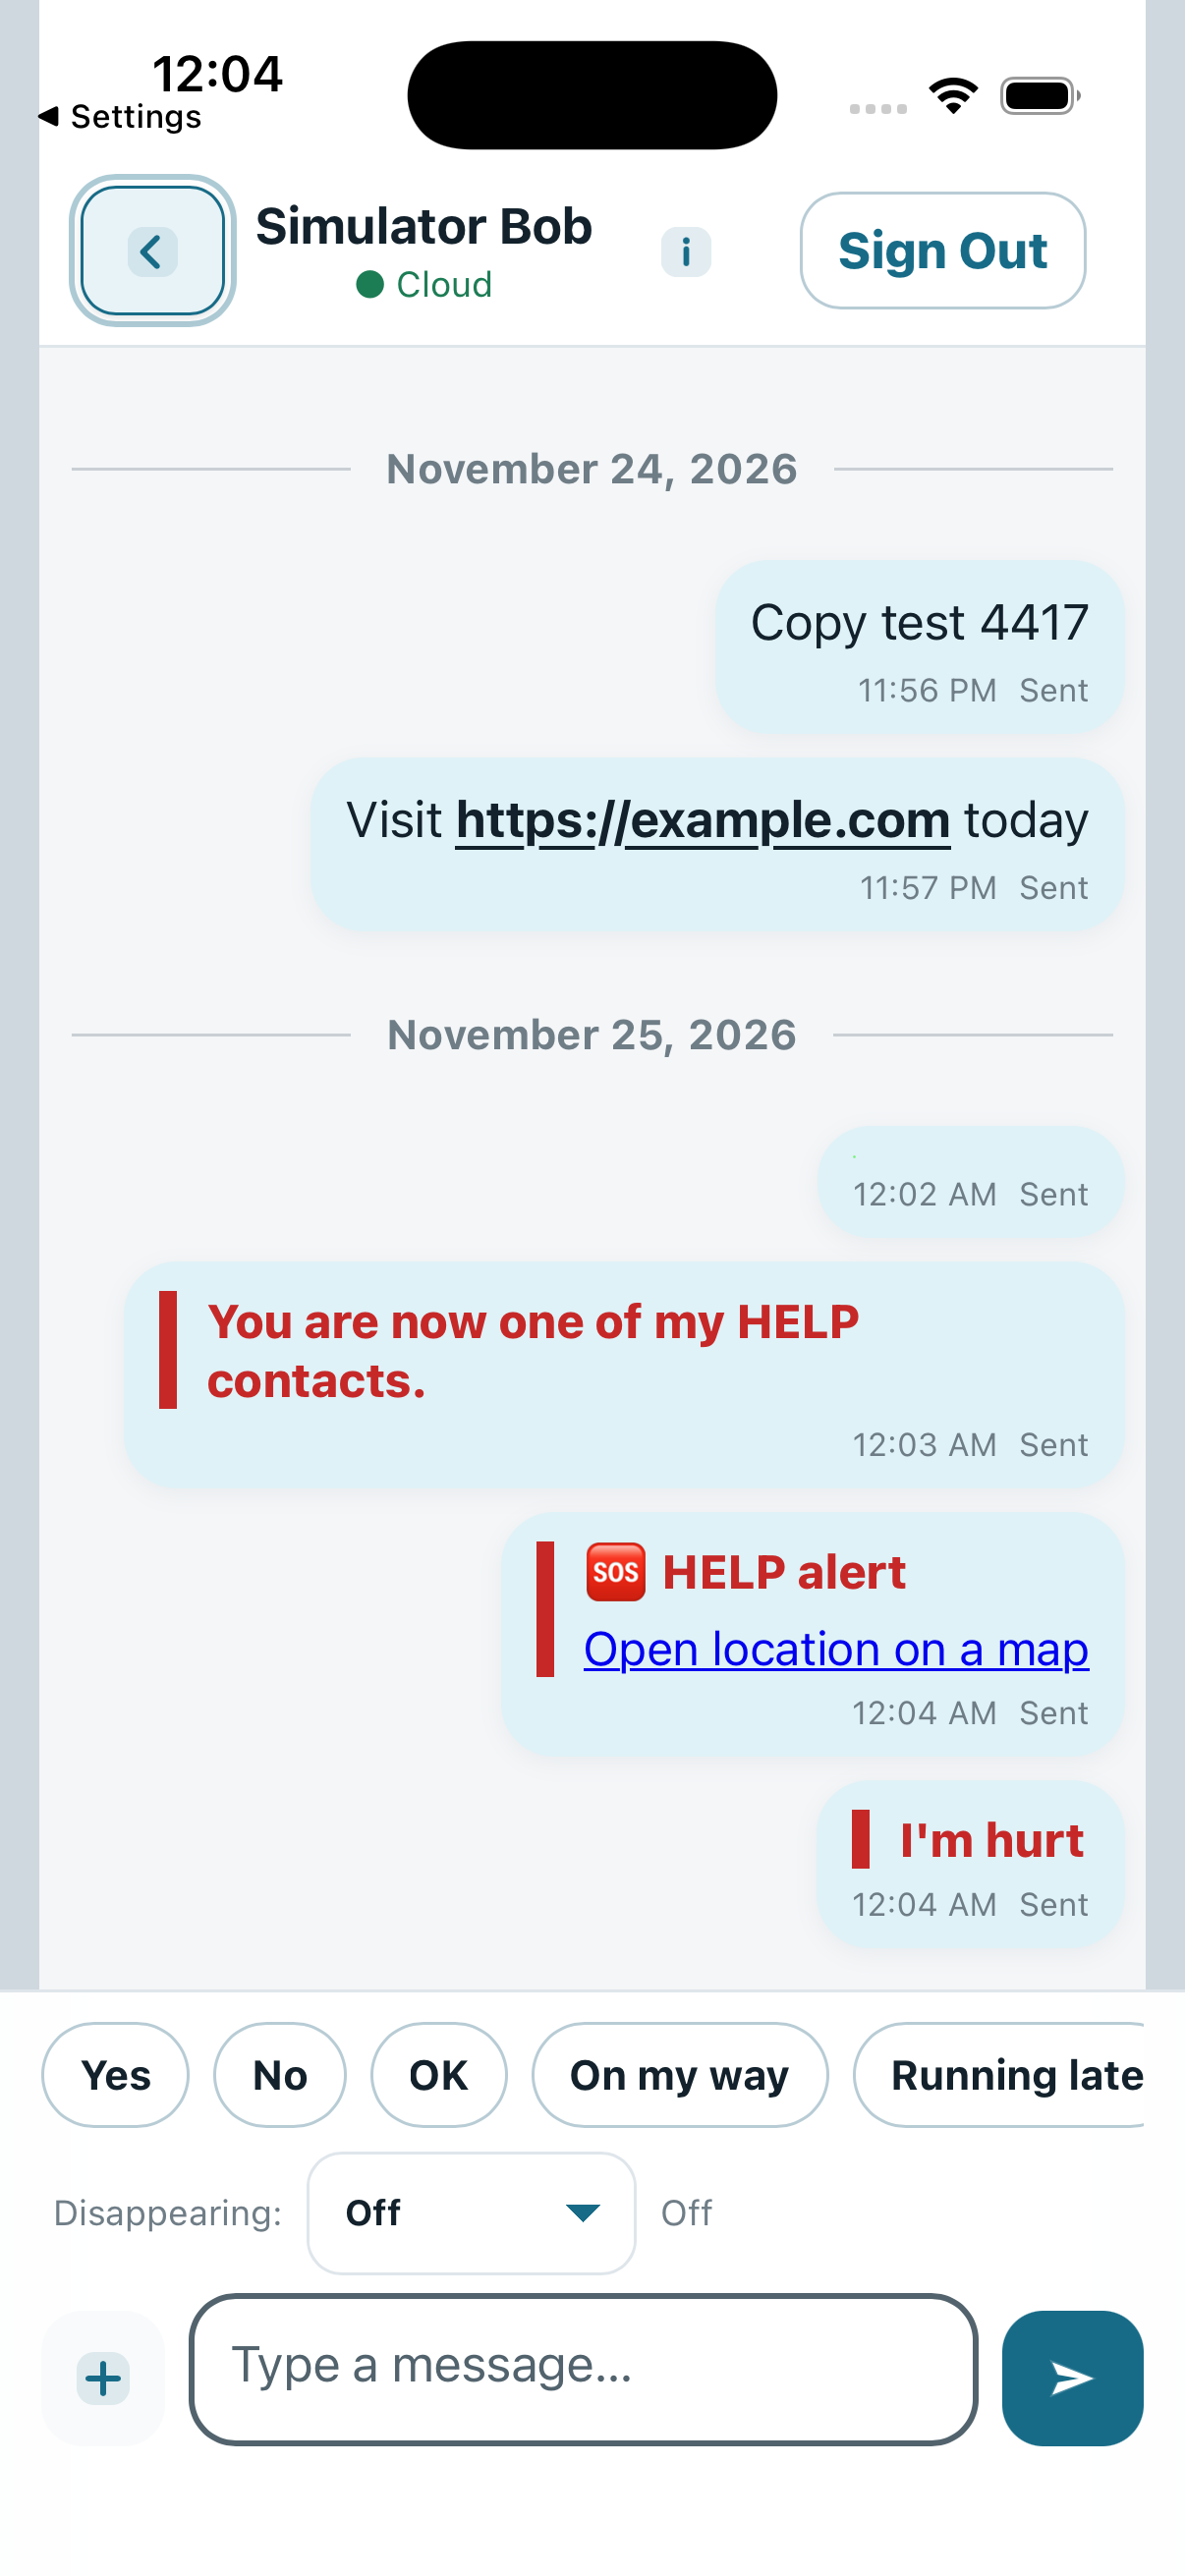 12:04
◀ Settings
Simulator Bob
Cloud
i
Sign Out
November 24, 2026
Copy test 4417
11:56 PM Sent
Visit https://example.com today
11:57 PM Sent
November 25, 2026
12:02 AM Sent
You are now one of my HELP
contacts.
12:03 AM Sent
🆘 HELP alert
Open location on a map
12:04 AM Sent
I'm hurt
12:04 AM Sent
Yes
No
OK
On my way
Running late
Disappearing:
Off
Off
Type a message...